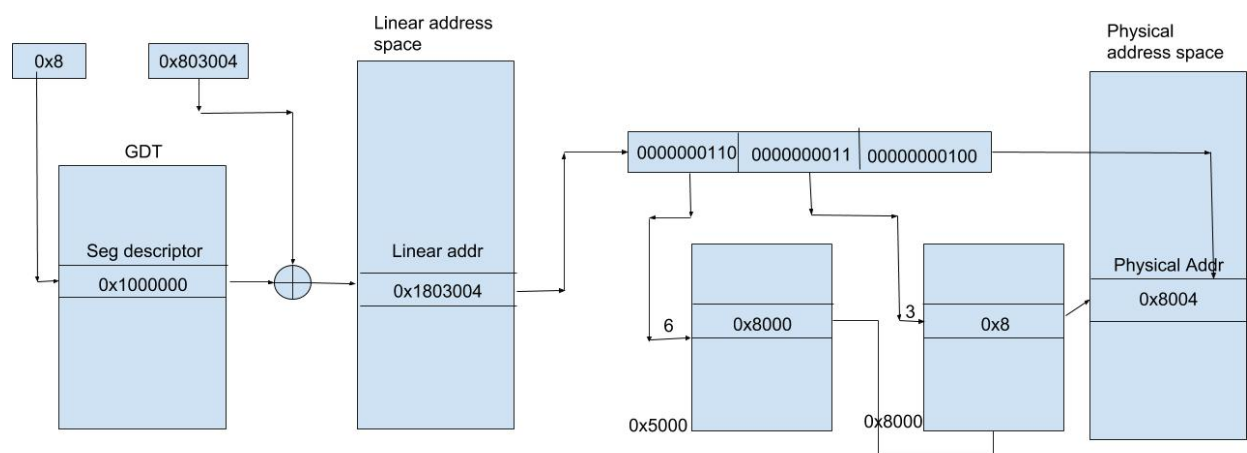 Linear address
space
Physical
address space
0x8
0x803004
GDT
0000000110
0000000011
00000000100
Seg descriptor
0x1000000
Linear addr
0x1803004
Physical Addr
0x8004
6
0x8000
3
0x8
0x5000
0x8000